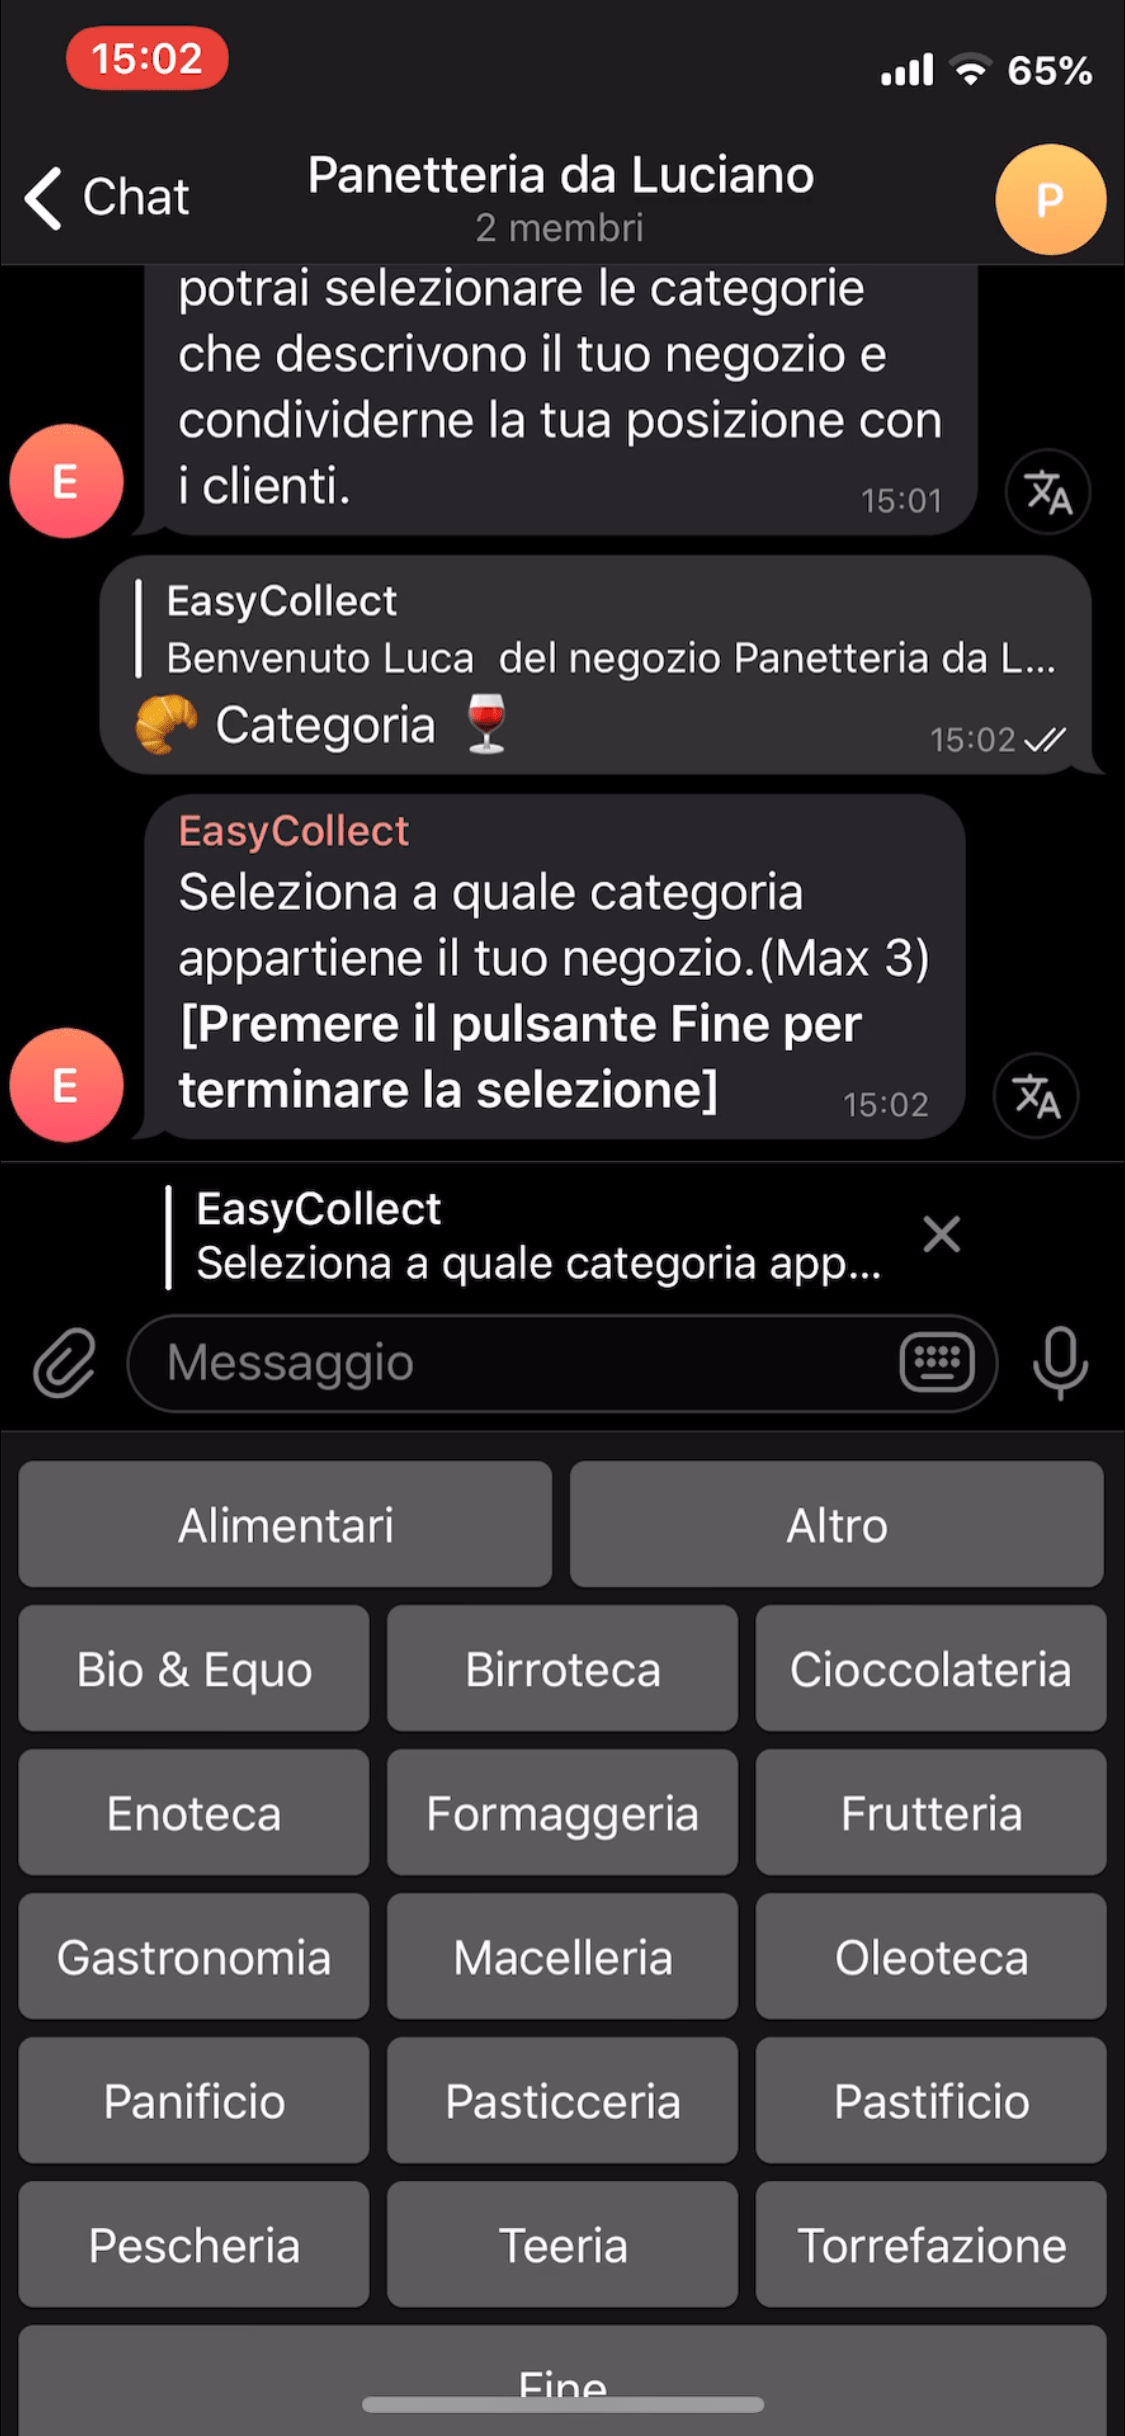 15:02
65%
Chat
Panetteria da Luciano
P
2 membri
potrai selezionare le categorie
che descrivono il tuo negozio e
condividerne la tua posizione con
i clienti.
15:01
E
EasyCollect
Benvenuto Luca  del negozio Panetteria da L...
🥐 Categoria 🍷
15:02
EasyCollect
Seleziona a quale categoria
appartiene il tuo negozio.(Max 3)
[Premere il pulsante Fine per
terminare la selezione]
15:02
E
EasyCollect
Seleziona a quale categoria app...
Messaggio
Alimentari Altro
Bio & Equo Birroteca Cioccolateria
Enoteca Formaggeria Frutteria
Gastronomia Macelleria Oleoteca
Panificio Pasticceria Pastificio
Pescheria Teeria Torrefazione
Fine